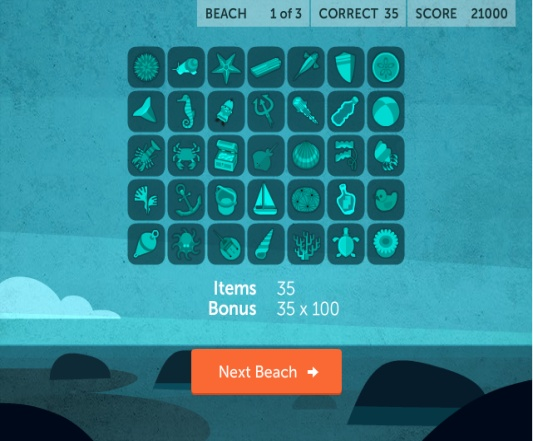 BEACH 1 of 3 CORRECT 35 SCORE 21000
Items 35
Bonus 35 x 100
Next Beach